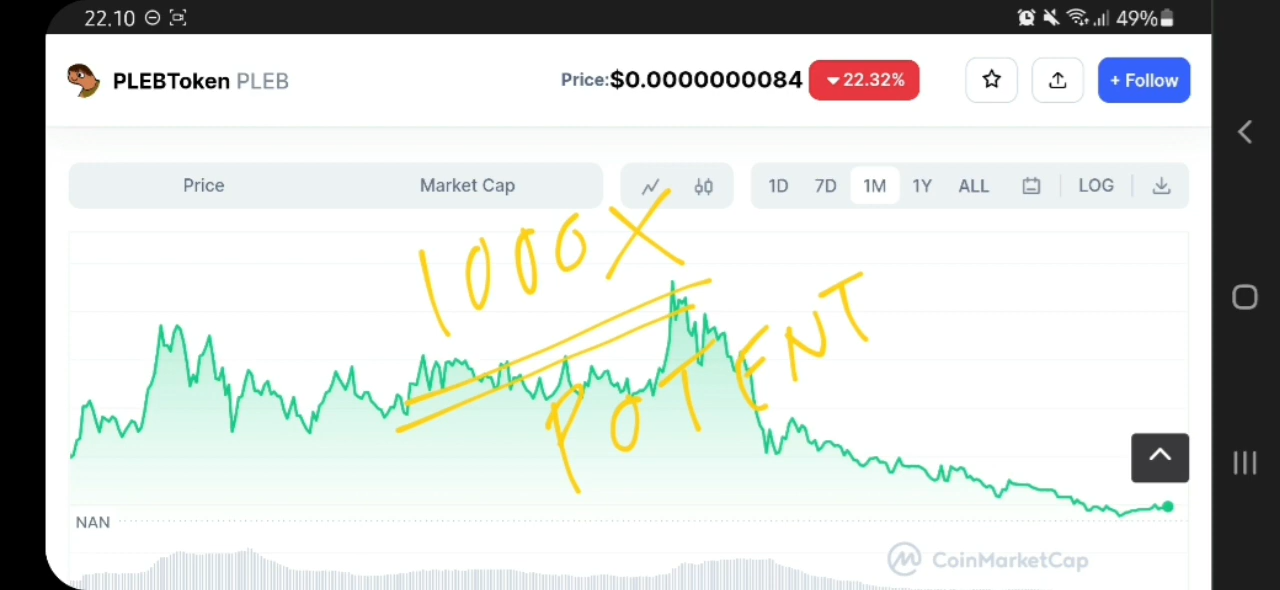 22.10 49%
PLEBToken PLEB Price:$0.0000000084 22.32% + Follow
Price Market Cap 1D 7D 1M 1Y ALL LOG
1000X
POTENT
NAN
CoinMarketCap